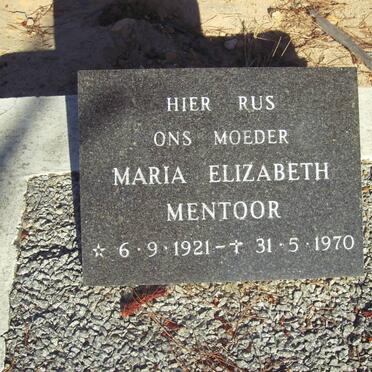 HIER RUS
ONS MOEDER
MARIA ELIZABETH
MENTOOR
☆ 6·9·1921 – ✝ 31·5·1970